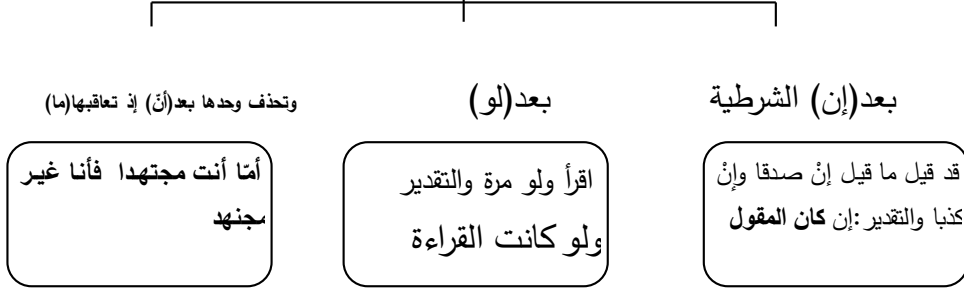 بعد(إن) الشرطية
بعد(لو)
وتحذف وحدها بعد(أنّ) إذ تعاقبها(ما)
قد قيل ما قيل إنْ صدقا وإنْ
كذبا والتقدير:إن كان المقول
اقرأ ولو مرة والتقدير
ولو كانت القراءة
أمّا أنت مجتهدا فأنا غير
مجنهد